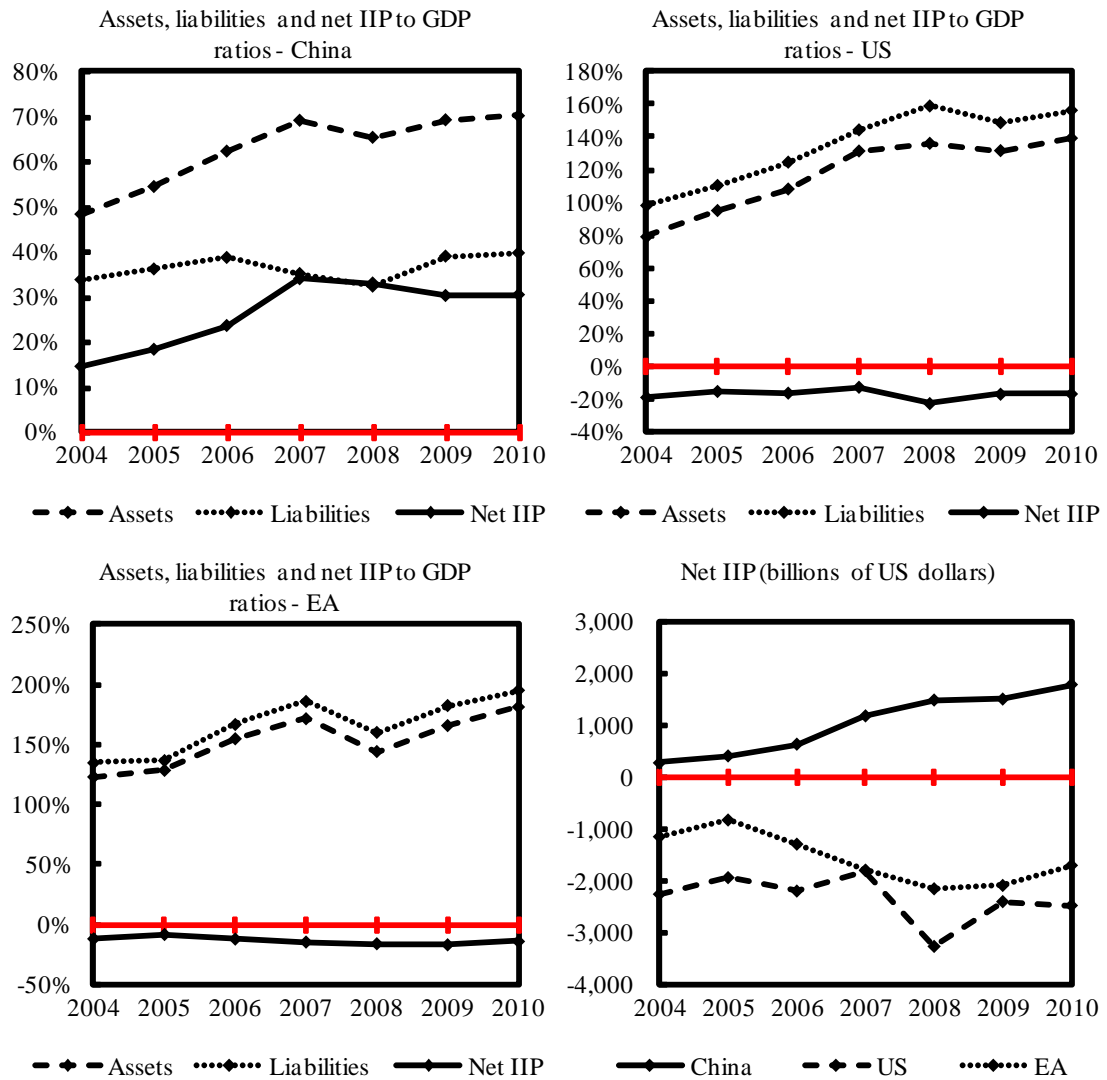 Assets, liabilities and net IIP to GDP
ratios - China
80%
70%
60%
50%
40%
30%
20%
10%
0%
2004 2005 2006 2007 2008 2009 2010
Assets Liabilities Net IIP
Assets, liabilities and net IIP to GDP
ratios - US
180%
160%
140%
120%
100%
80%
60%
40%
20%
0%
-20%
-40%
2004 2005 2006 2007 2008 2009 2010
Assets Liabilities Net IIP
Assets, liabilities and net IIP to GDP
ratios - EA
250%
200%
150%
100%
50%
0%
-50%
2004 2005 2006 2007 2008 2009 2010
Assets Liabilities Net IIP
Net IIP (billions of US dollars)
3,000
2,000
1,000
0
-1,000
-2,000
-3,000
-4,000
2004 2005 2006 2007 2008 2009 2010
China US EA